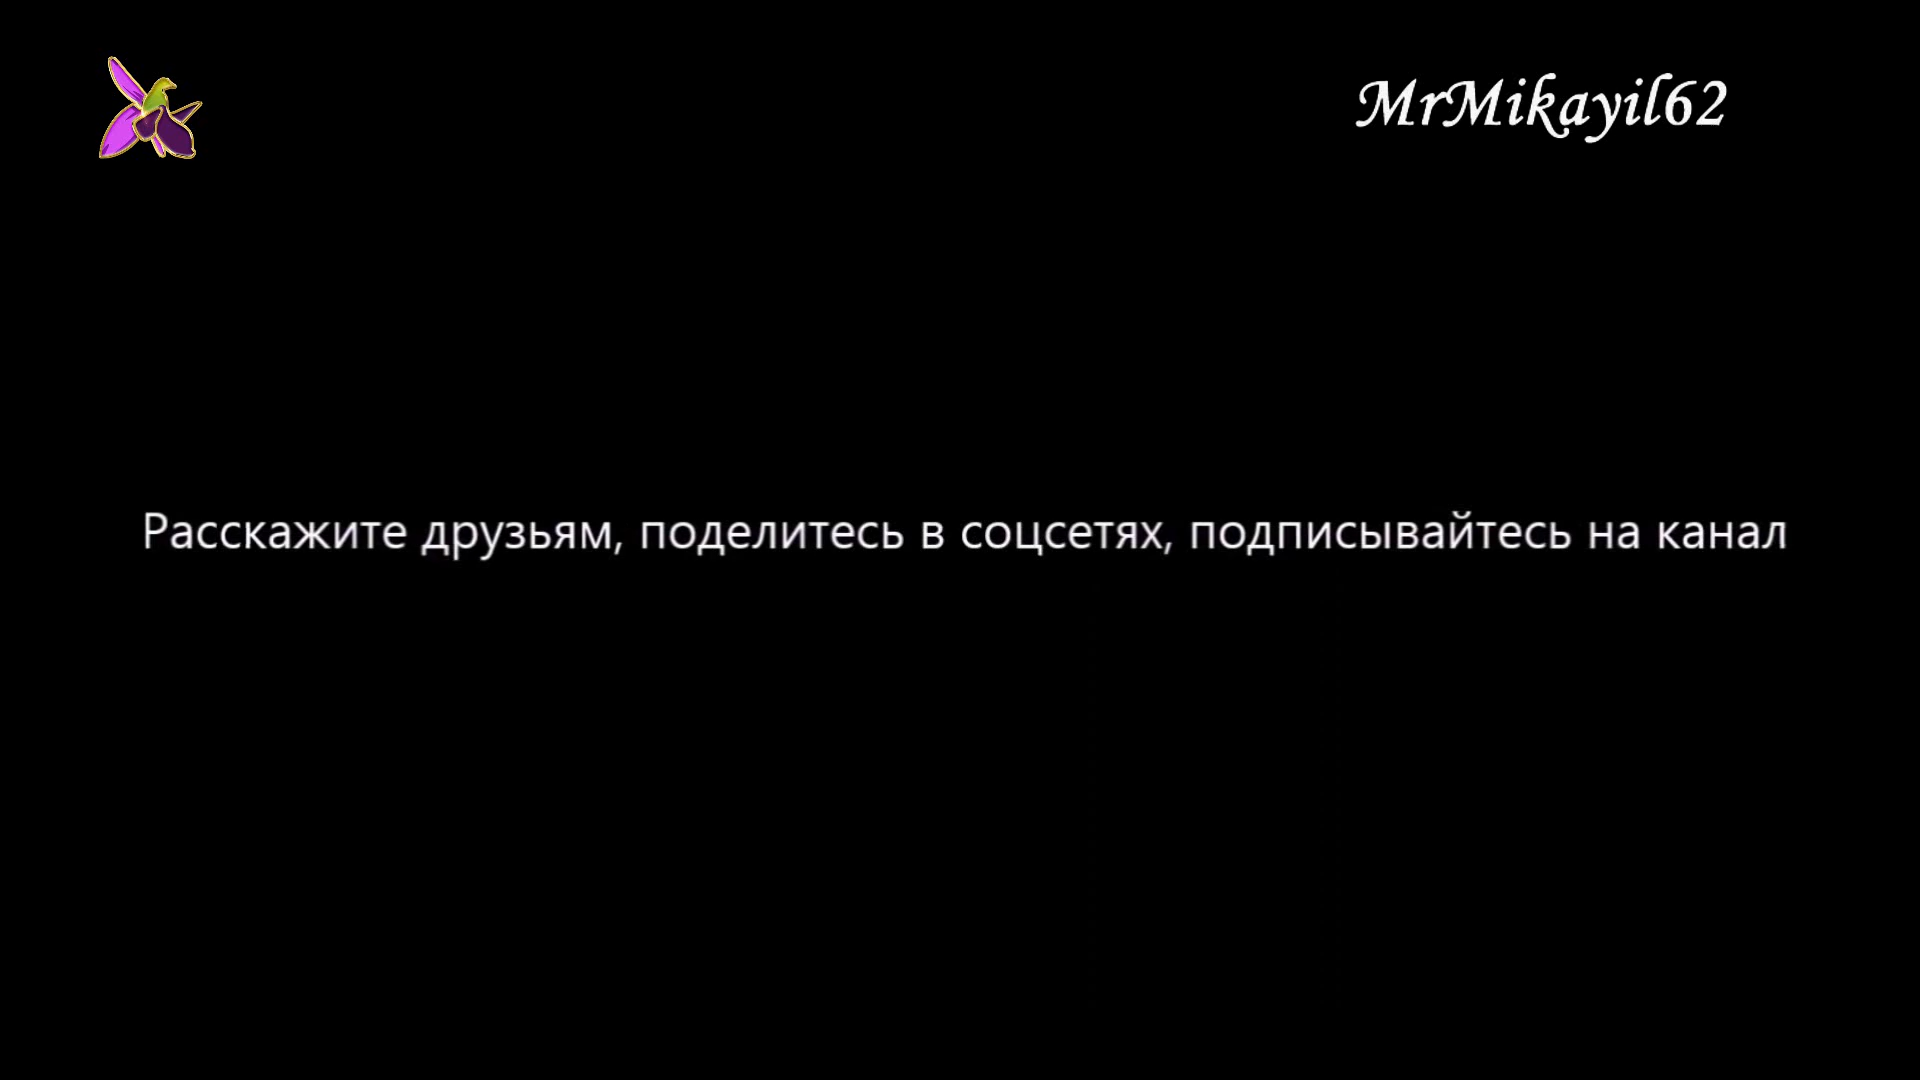 MrMikayil62
Расскажите друзьям, поделитесь в соцсетях, подписывайтесь на канал